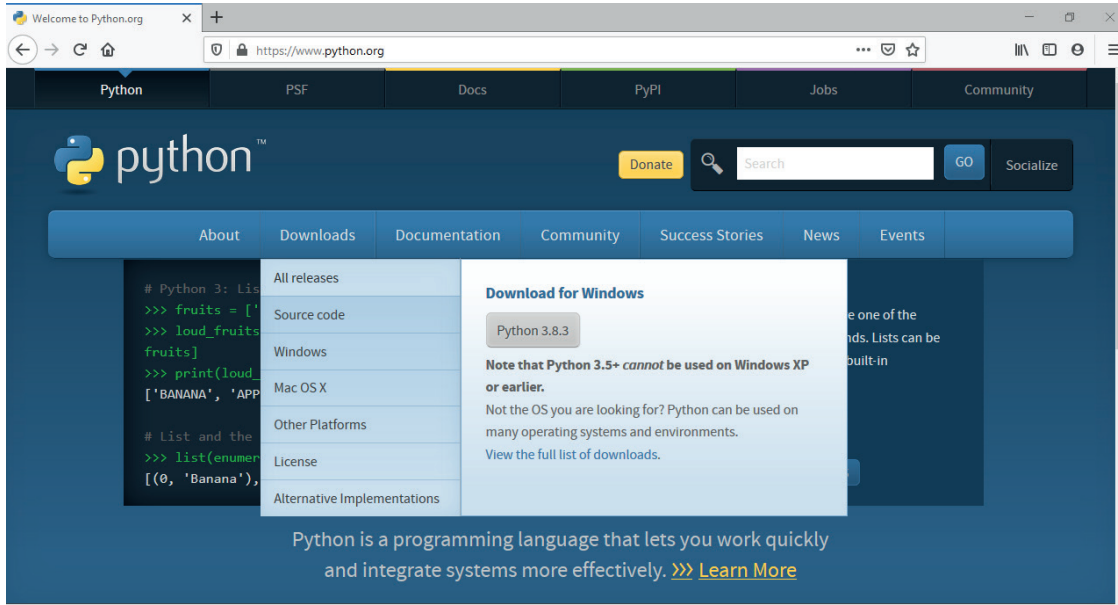 Welcome to Python.org
https://www.python.org
Python PSF Docs PyPI Jobs Community
python™
Donate Search GO Socialize
About Downloads Documentation Community Success Stories News Events
All releases
Source code
Windows
Mac OS X
Other Platforms
License
Alternative Implementations
Download for Windows
Python 3.8.3
Note that Python 3.5+ cannot be used on Windows XP
or earlier.
Not the OS you are looking for? Python can be used on
many operating systems and environments.
View the full list of downloads.
# Python 3: Lis
>>> fruits = ['
>>> loud_fruits
fruits]
>>> print(loud_
['BANANA', 'APP
# List and the
>>> list(enumer
[(0, 'Banana'),
one of the
Lists can be
built-in
Python is a programming language that lets you work quickly
and integrate systems more effectively. >>> Learn More